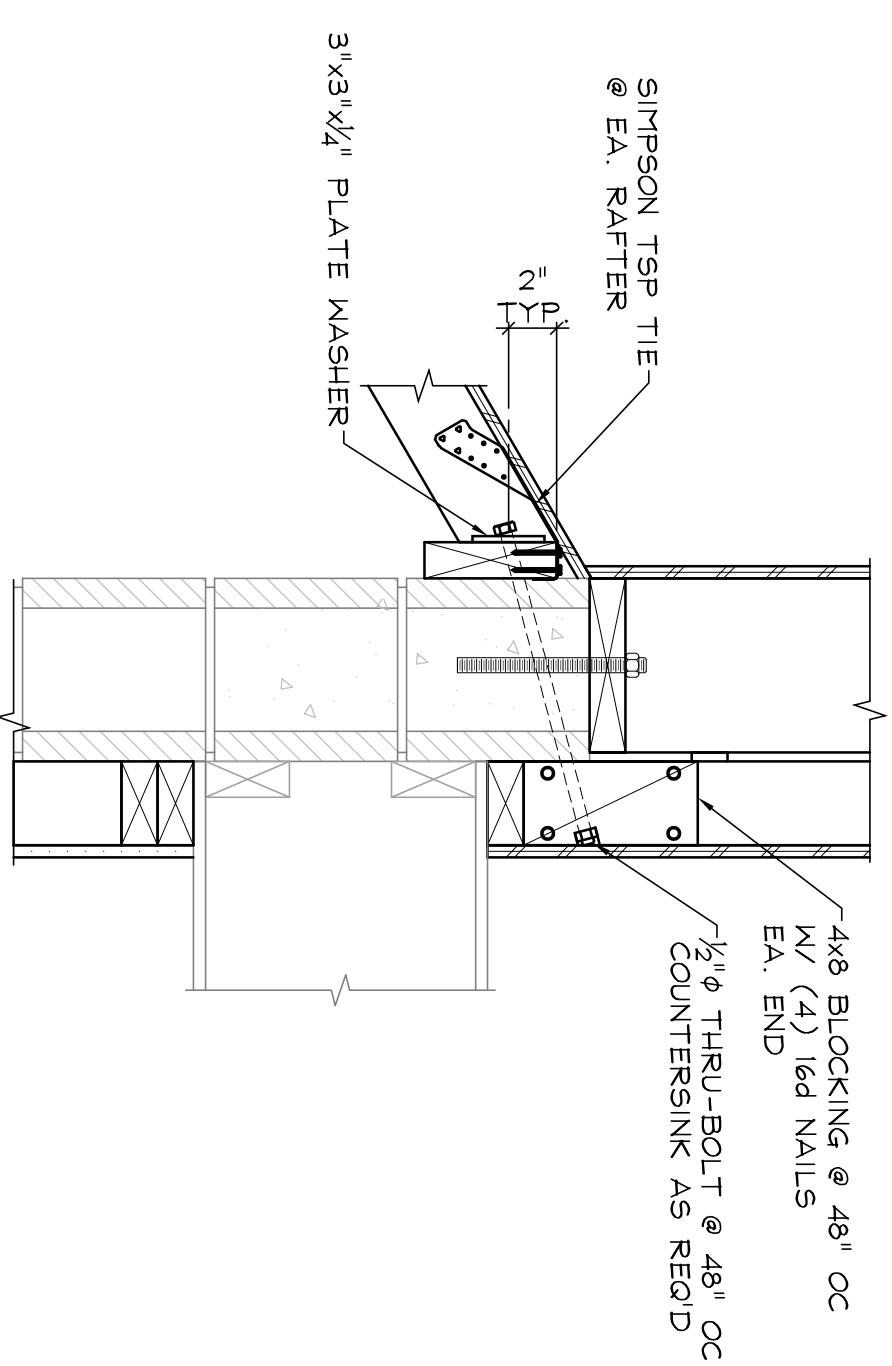 SIMPSON TSP TIE
@ EA. RAFTER
2"
TYP.
3"x3"x1/4" PLATE WASHER
4x8 BLOCKING @ 48" OC
W/ (4) 16d NAILS
EA. END
1/2"ϕ THRU-BOLT @ 48" OC
COUNTERSINK AS REQ'D